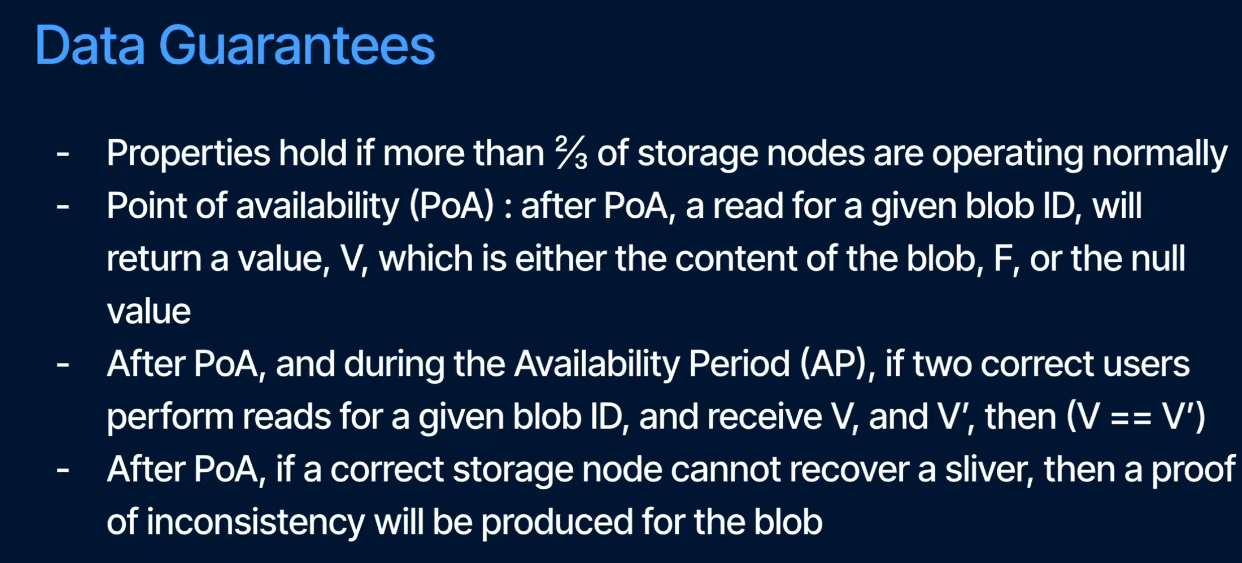 Data Guarantees
- Properties hold if more than ⅔ of storage nodes are operating normally
- Point of availability (PoA) : after PoA, a read for a given blob ID, will
return a value, V, which is either the content of the blob, F, or the null
value
- After PoA, and during the Availability Period (AP), if two correct users
perform reads for a given blob ID, and receive V, and V’, then (V == V’)
- After PoA, if a correct storage node cannot recover a sliver, then a proof
of inconsistency will be produced for the blob